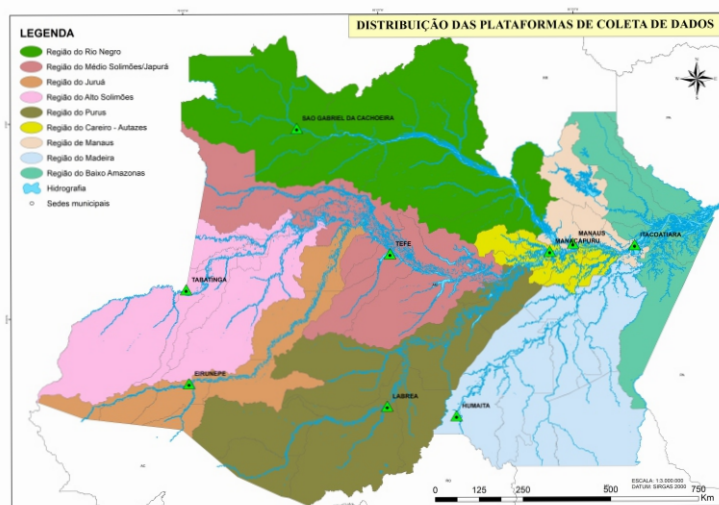 DISTRIBUIÇÃO DAS PLATAFORMAS DE COLETA DE DADOS
LEGENDA
Região do Rio Negro
Região do Médio Solimões/Japurá
Região do Juruá
Região do Alto Solimões
Região do Purus
Região do Careiro - Autazes
Região de Manaus
Região do Madeira
Região do Baixo Amazonas
Hidrografia
Sedes municipais
SAO GABRIEL DA CACHOEIRA
MANAUS
ITACOATIARA
MANACAPURU
TEFE
TABATINGA
EIRUNEPE
LABREA
HUMAITA
ESCALA: 1:5.000.000
DATUM: SIRGAS 2000
0 125 250 500 750
Km